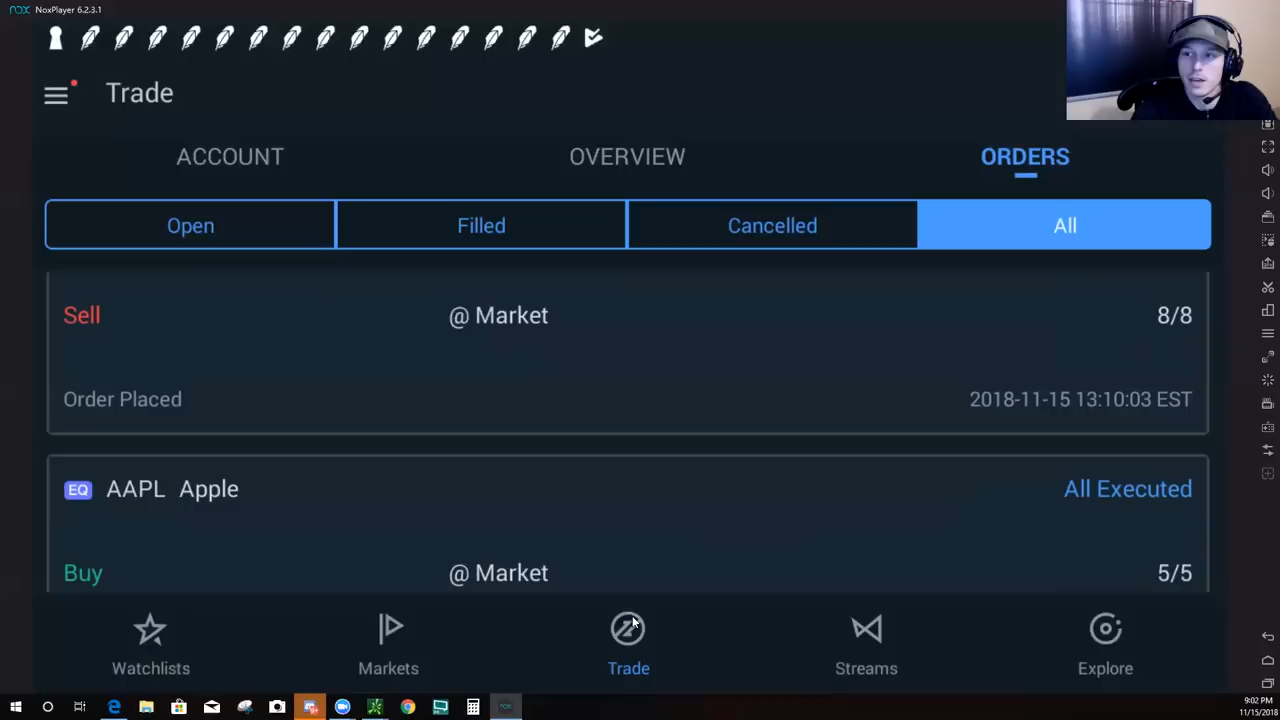 nox NoxPlayer 6.2.3.1
Trade
ACCOUNT OVERVIEW ORDERS
Open Filled Cancelled All
Sell @ Market 8/8
Order Placed 2018-11-15 13:10:03 EST
EQ AAPL Apple All Executed
Buy @ Market 5/5
Watchlists Markets Trade Streams Explore
9:02 PM
11/15/2018